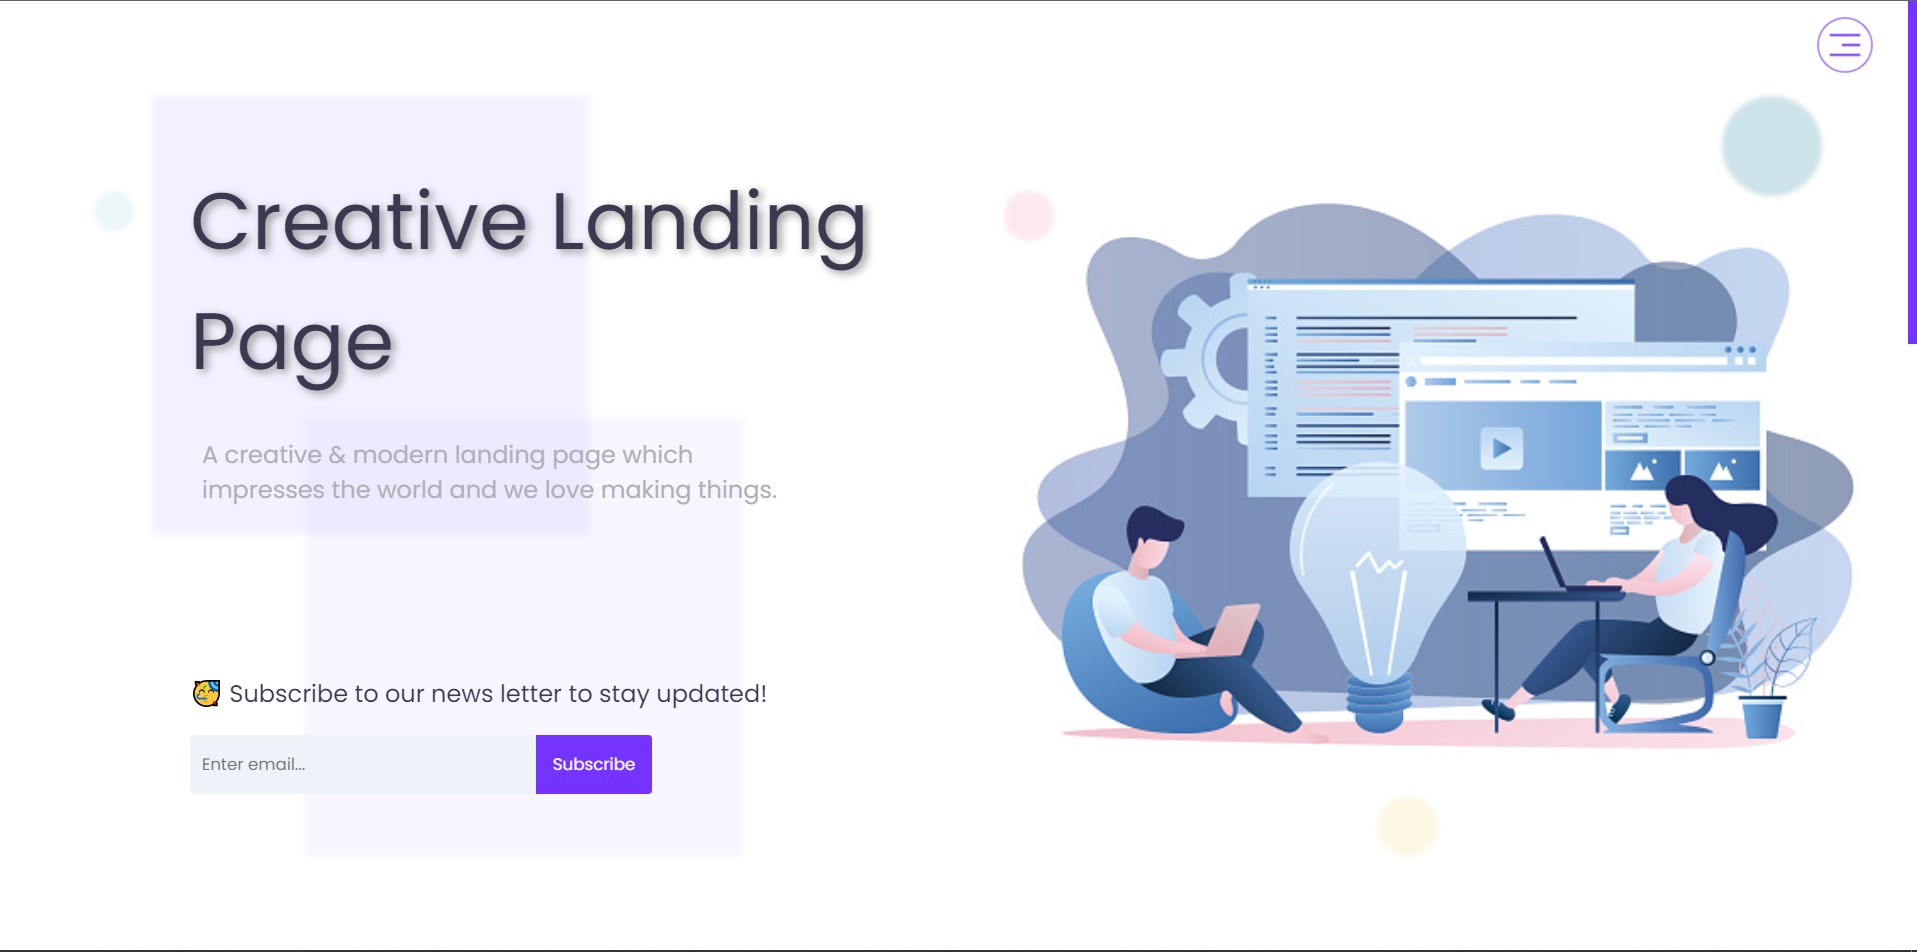 Creative Landing
Page
A creative & modern landing page which
impresses the world and we love making things.
🥳 Subscribe to our news letter to stay updated!
Enter email...
Subscribe